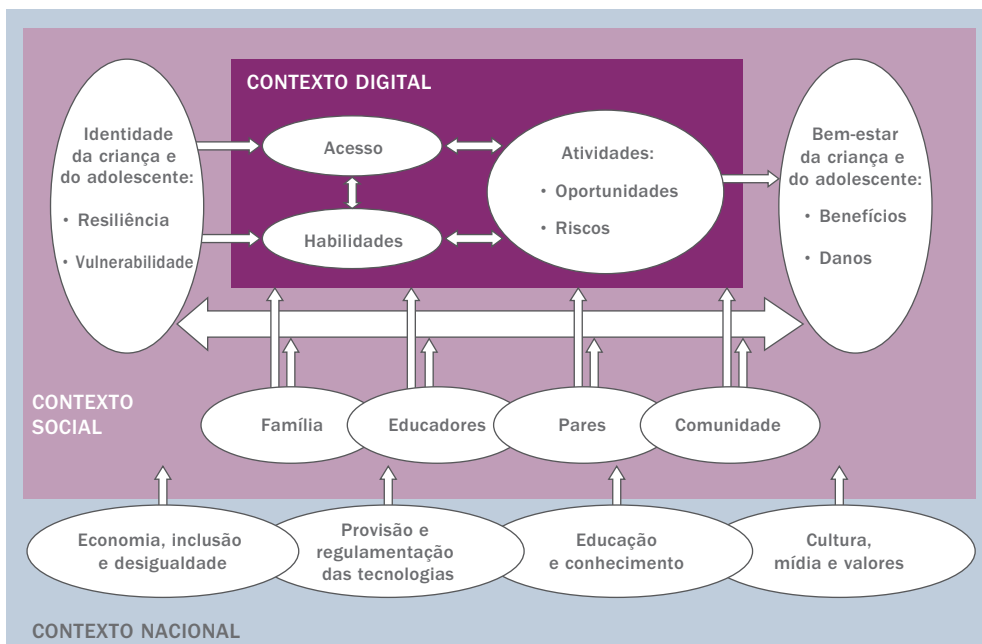 CONTEXTO DIGITAL
Identidade
da criança e
do adolescente:
• Resiliência
• Vulnerabilidade
Acesso
Habilidades
Atividades:
• Oportunidades
• Riscos
Bem-estar
da criança e
do adolescente:
• Benefícios
• Danos
CONTEXTO
SOCIAL
Família
Educadores
Pares
Comunidade
Economia, inclusão
e desigualdade
Provisão e
regulamentação
das tecnologias
Educação
e conhecimento
Cultura,
mídia e valores
CONTEXTO NACIONAL